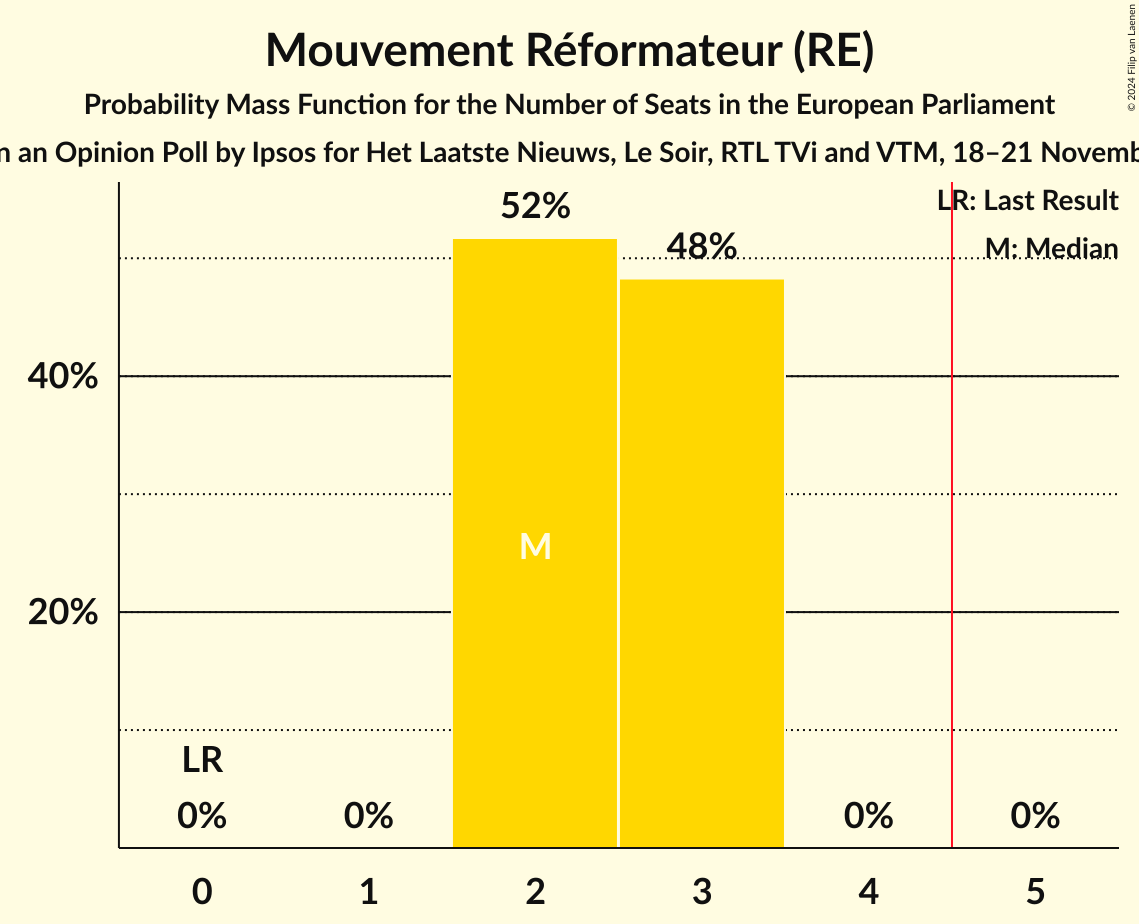 Mouvement Réformateur (RE)
Probability Mass Function for the Number of Seats in the European Parliament
an Opinion Poll by Ipsos for Het Laatste Nieuws, Le Soir, RTL TVi and VTM, 18–21
© 2024 Filip van Laenen
LR: Last Result
M: Median
52%
48%
40%
M
20%
LR
0% 0% 0% 0%
0 1 2 3 4 5